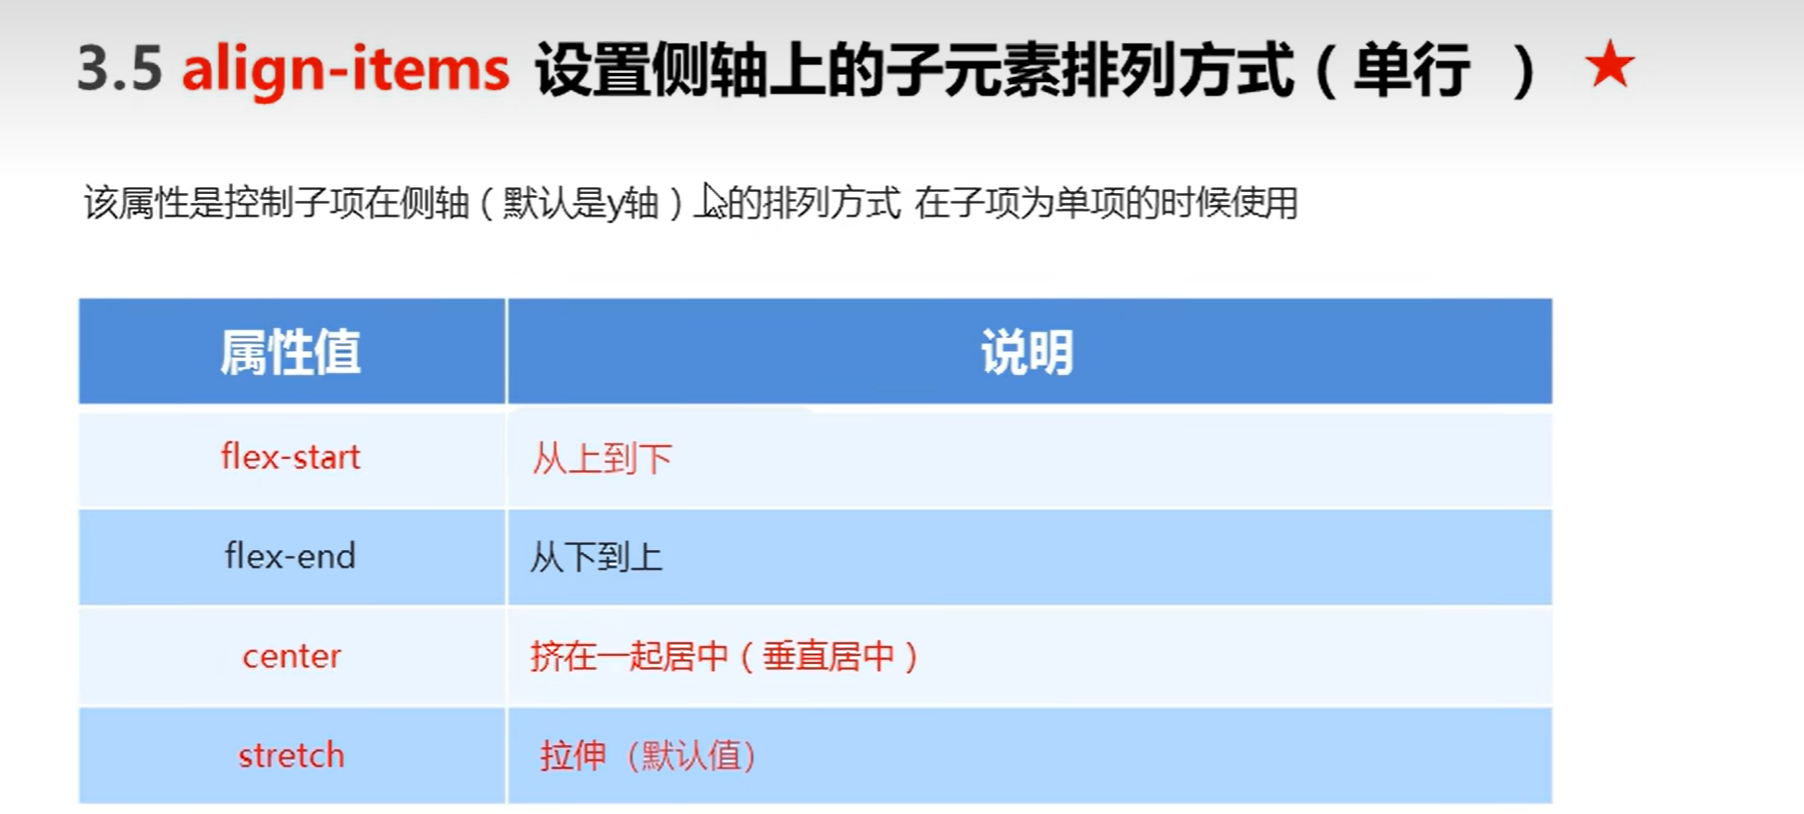 3.5 align-items 设置侧轴上的子元素排列方式（单行 ）
该属性是控制子项在侧轴（默认是y轴）上的排列方式 在子项为单项的时候使用
属性值 说明
flex-start 从上到下
flex-end 从下到上
center 挤在一起居中（垂直居中）
stretch 拉伸（默认值）